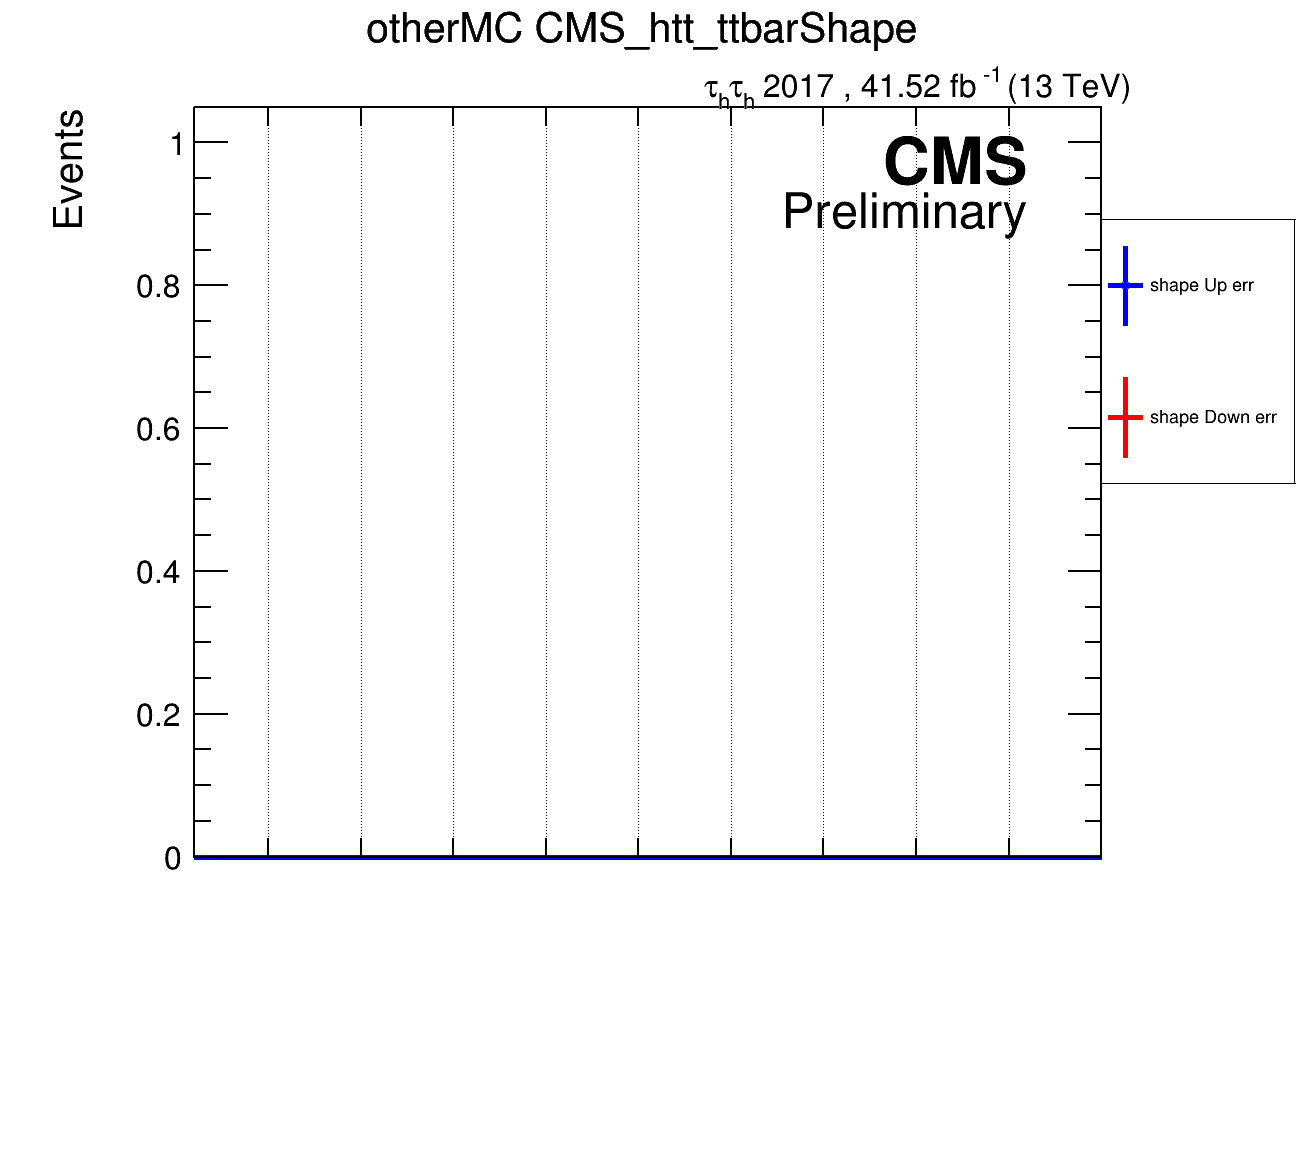 otherMC CMS_htt_ttbarShape
τhτh 2017 , 41.52 fb -1 (13 TeV)
Events
CMS
Preliminary
1
0.8
0.6
0.4
0.2
0
shape Up err
shape Down err